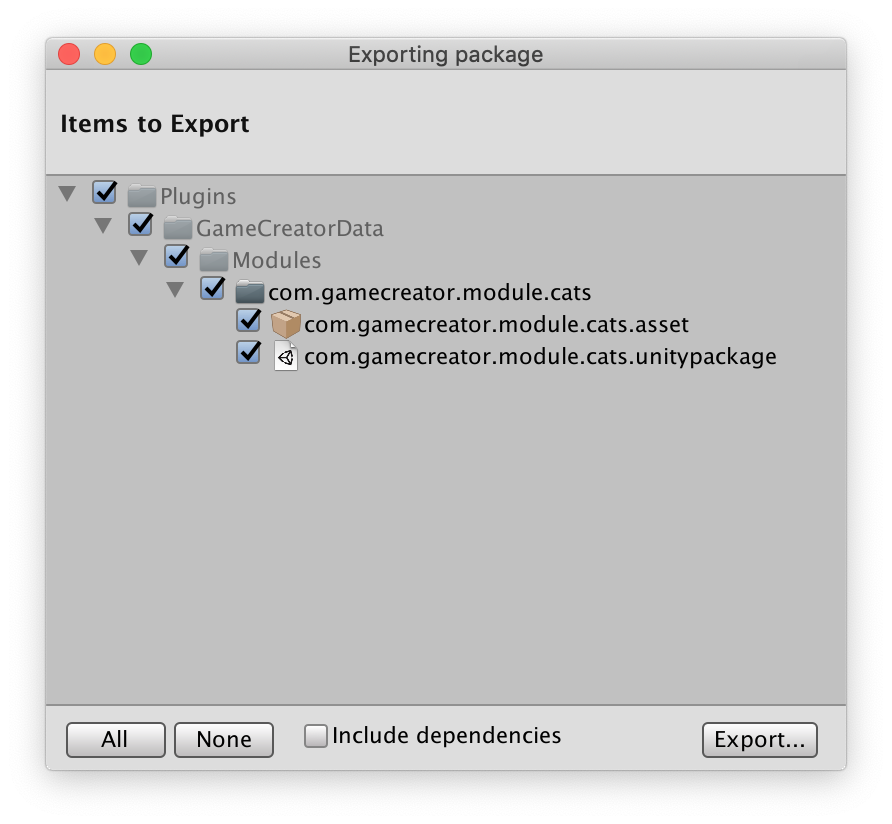 Exporting package
Items to Export
Plugins
GameCreatorData
Modules
com.gamecreator.module.cats
com.gamecreator.module.cats.asset
com.gamecreator.module.cats.unitypackage
All None Include dependencies Export...